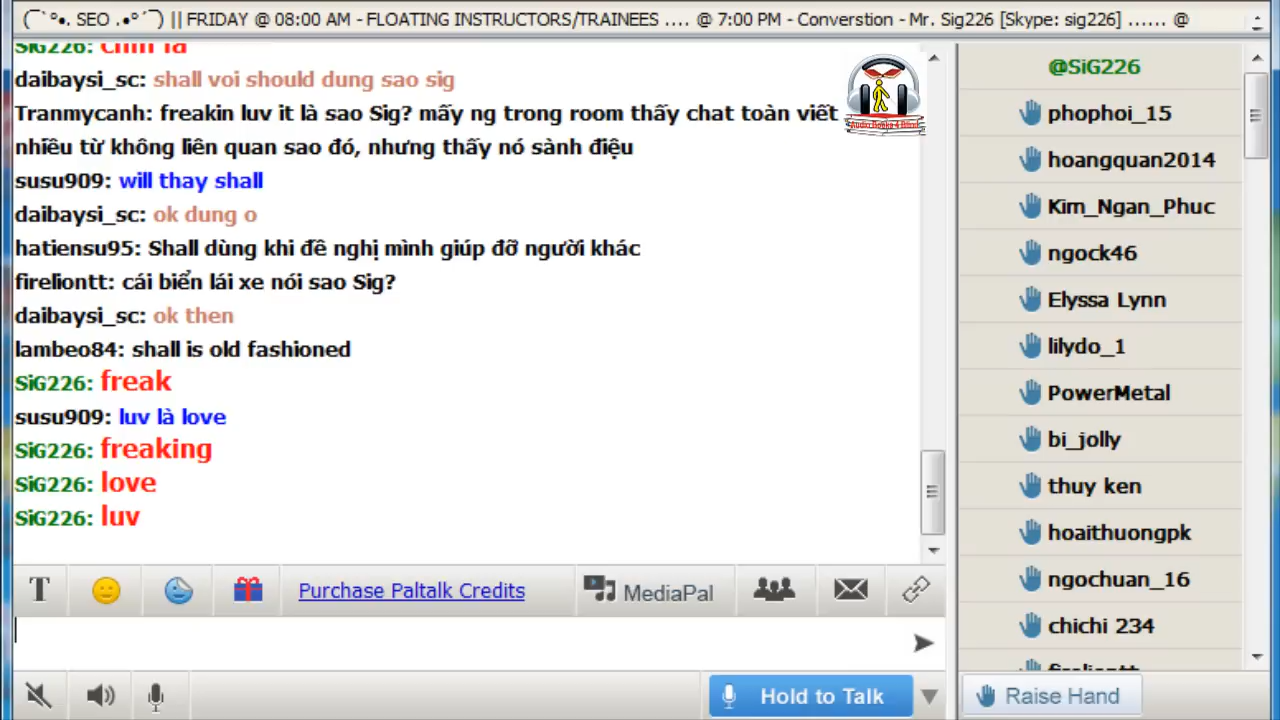 (¯`°•. SEO .•°´¯) || FRIDAY @ 08:00 AM - FLOATING INSTRUCTORS/TRAINEES .... @ 7:00 PM - Converstion - Mr. Sig226 [Skype: sig226] ...... @
SiG226: chin la
daibaysi_sc: shall voi should dung sao sig
Tranmycanh: freakin luv it là sao Sig? mấy ng trong room thấy chat toàn viết
nhiều từ không liên quan sao đó, nhưng thấy nó sành điệu
susu909: will thay shall
daibaysi_sc: ok dung o
hatiensu95: Shall dùng khi đề nghị mình giúp đỡ người khác
fireliontt: cái biển lái xe nói sao Sig?
daibaysi_sc: ok then
lambeo84: shall is old fashioned
SiG226: freak
susu909: luv là love
SiG226: freaking
SiG226: love
SiG226: luv
T
Purchase Paltalk Credits
MediaPal
Hold to Talk
@SiG226
phophoi_15
hoangquan2014
Kim_Ngan_Phuc
ngock46
Elyssa Lynn
lilydo_1
PowerMetal
bi_jolly
thuy ken
hoaithuongpk
ngochuan_16
chichi 234
fireliontt
Raise Hand